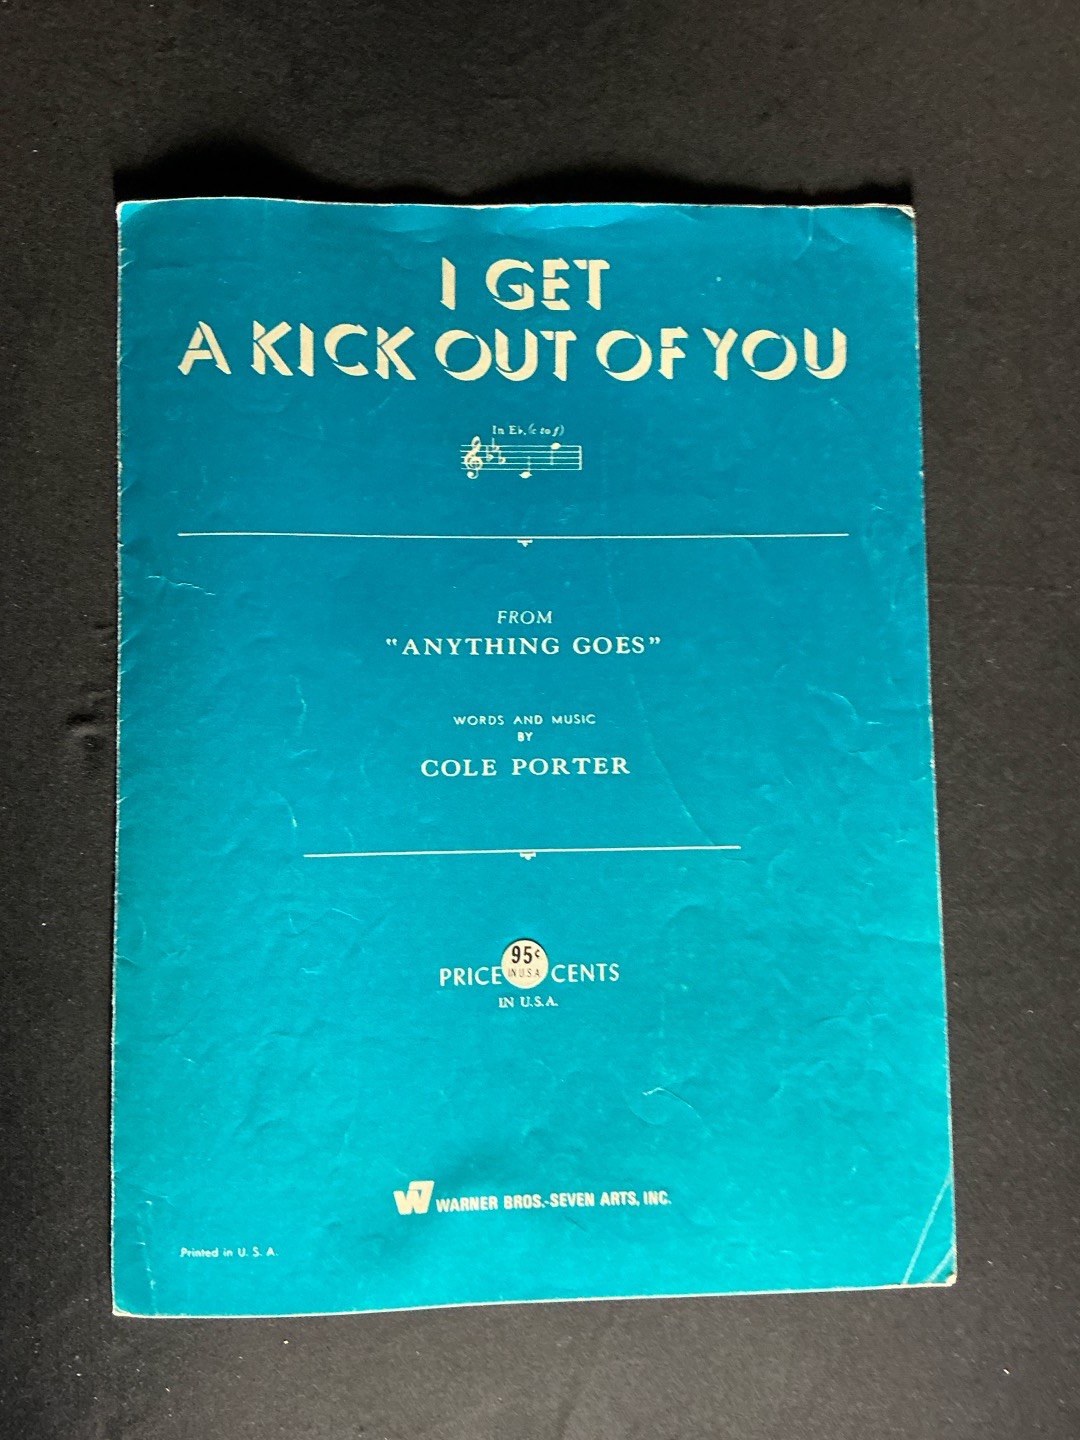 I GET
A KICK OUT OF YOU
In E♭, (c to f)
FROM
"ANYTHING GOES"
WORDS AND MUSIC
BY
COLE PORTER
95¢
IN U.S.A.
PRICE CENTS
IN U.S.A.
W7 WARNER BROS.-SEVEN ARTS, INC.
Printed in U. S. A.